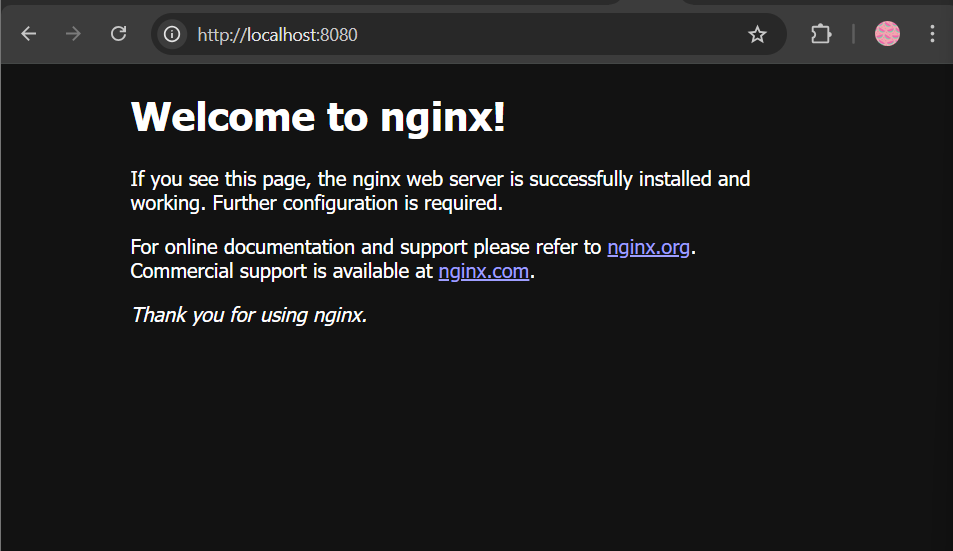 http://localhost:8080
Welcome to nginx!
If you see this page, the nginx web server is successfully installed and
working. Further configuration is required.
For online documentation and support please refer to nginx.org.
Commercial support is available at nginx.com.
Thank you for using nginx.